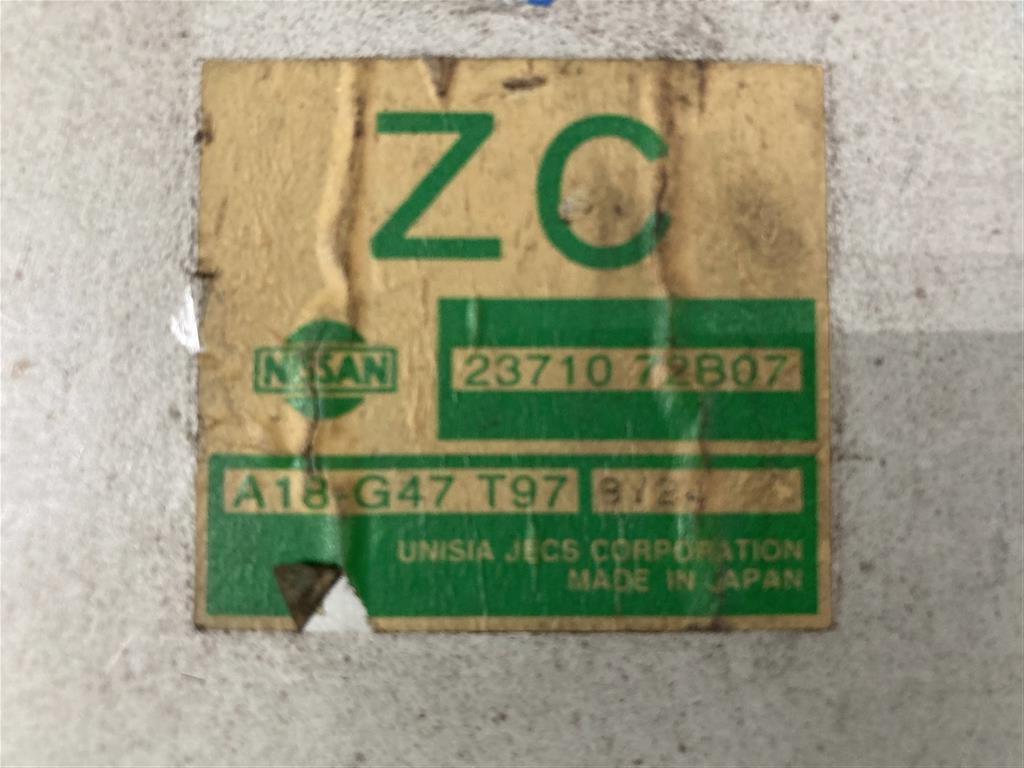 ZC
NISSAN
23710 72B07
A18-G47 T97
UNISIA JECS CORPORATION
MADE IN JAPAN